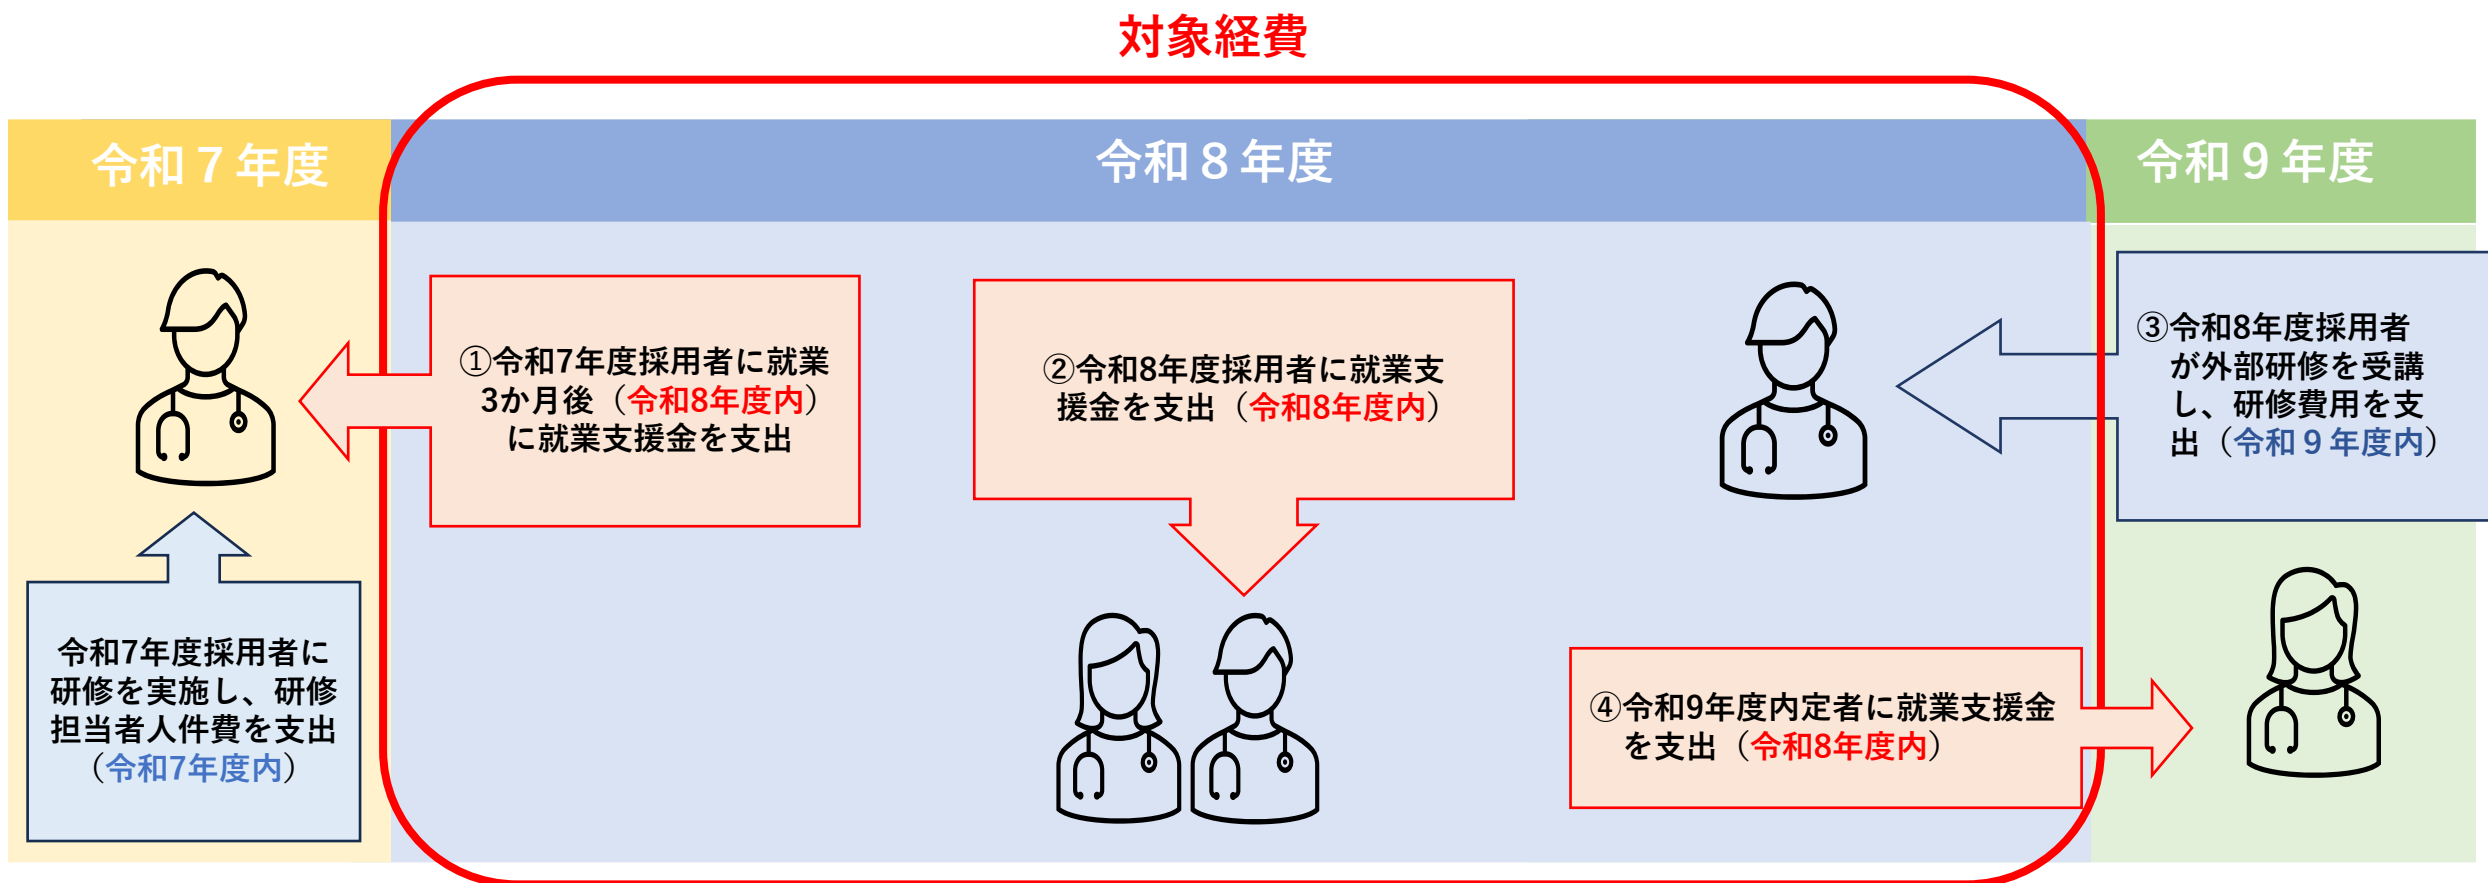 対象経費
令和７年度
令和８年度
令和９年度
①令和7年度採用者に就業
3か月後（令和8年度内）
に就業支援金を支出
②令和8年度採用者に就業支
援金を支出（令和8年度内）
③令和8年度採用者
が外部研修を受講
し、研修費用を支
出（令和９年度内）
令和7年度採用者に
研修を実施し、研修
担当者人件費を支出
（令和7年度内）
④令和9年度内定者に就業支援金
を支出（令和8年度内）